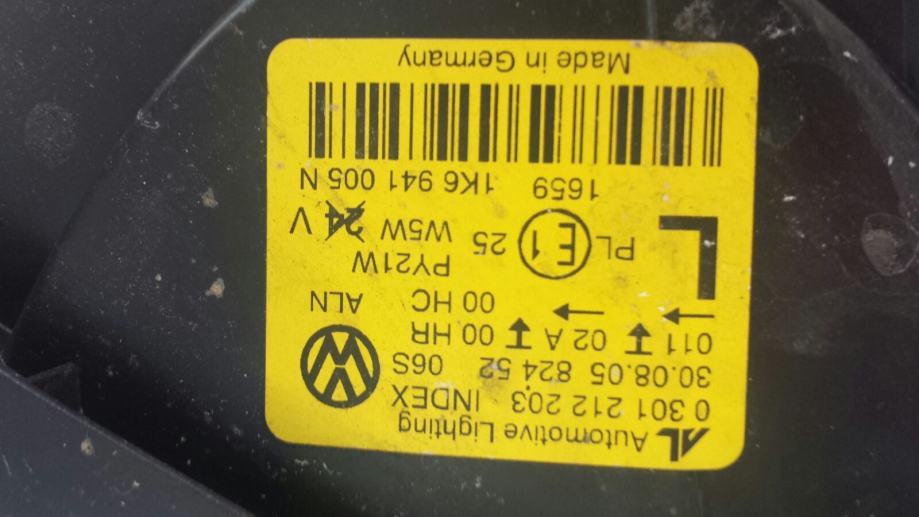 AL Automotive Lighting
0 301 212 203 INDEX
30.08.05 824 52 06S
011 02 A 00 HR
00 HC ALN
PY21W
L PL E1 25 W5W 24 V
1659 1K6 941 005 N
Made in Germany